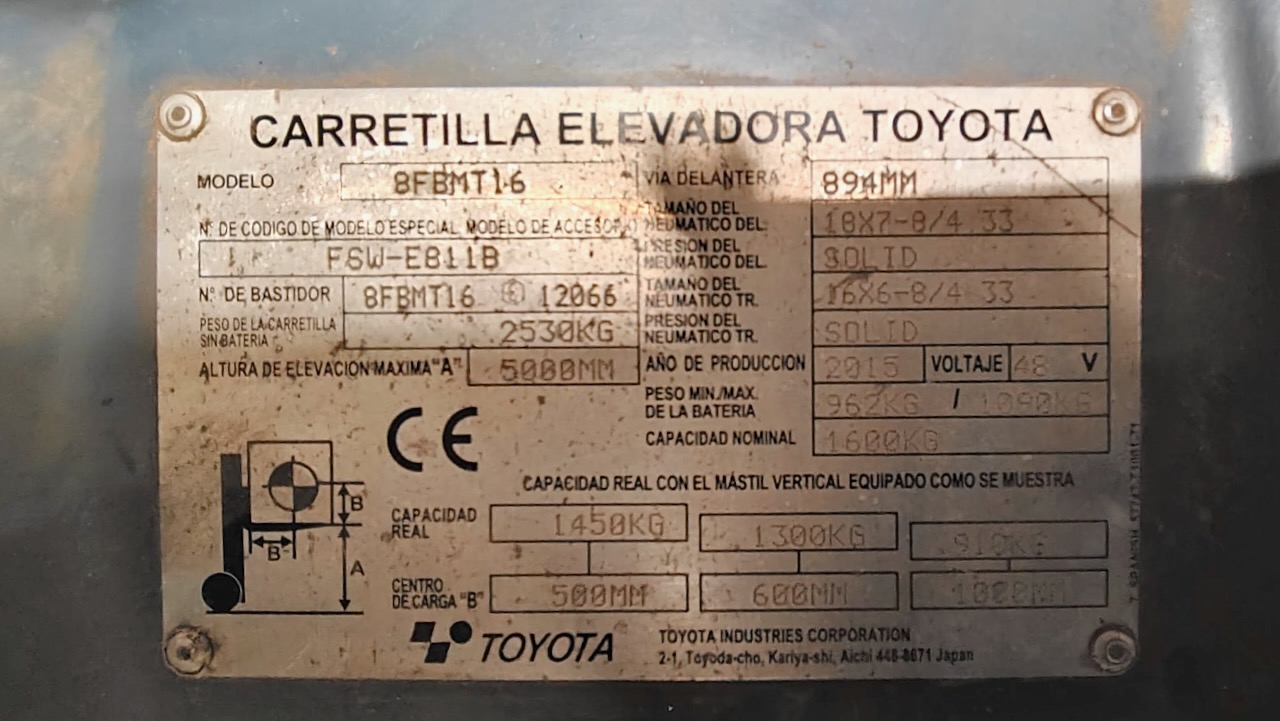 CARRETILLA ELEVADORA TOYOTA
MODELO 8FBMT16
N.° DE CODIGO DE MODELO ESPECIAL MODELO DE ACCESOR
FSW-E811B
N.° DE BASTIDOR 8FBMT16 E 12066
PESO DE LA CARRETILLA
SIN BATERIA 2530KG
ALTURA DE ELEVACION MAXIMA "A" 5000MM
VIA DELANTERA 894MM
TAMAÑO DEL
NEUMATICO DEL. 18X7-8/4.33
PRESION DEL
NEUMATICO DEL. SOLID
TAMAÑO DEL
NEUMATICO TR. 16X6-8/4.33
PRESION DEL
NEUMATICO TR. SOLID
AÑO DE PRODUCCION 2015 VOLTAJE 48 V
PESO MIN./MAX.
DE LA BATERIA 962KG / 1090KG
CAPACIDAD NOMINAL 1600KG
CE
CAPACIDAD REAL CON EL MÁSTIL VERTICAL EQUIPADO COMO SE MUESTRA
B
B
A
CAPACIDAD
REAL 1450KG 1300KG 910KG
CENTRO
DE CARGA "B" 500MM 600MM 1000MM
TOYOTA
TOYOTA INDUSTRIES CORPORATION
2-1, Toyoda-cho, Kariya-shi, Aichi 448-8671 Japan